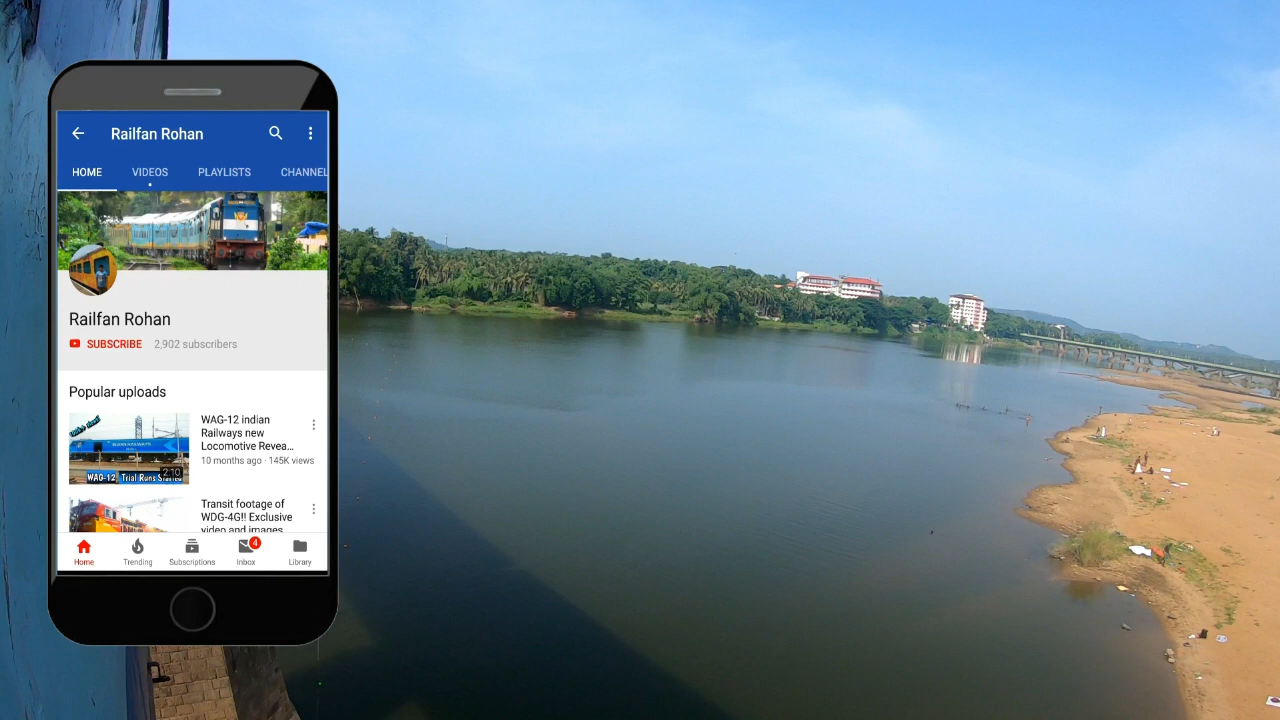 Railfan Rohan
HOME VIDEOS PLAYLISTS CHANNEL
Railfan Rohan
SUBSCRIBE 2,902 subscribers
Popular uploads
WAG-12 indian
Railways new
Locomotive Revea...
10 months ago · 145K views
INDIAN RAILWAYS
2:10
WAG-12 Trial Runs Started
Transit footage of
WDG-4G!! Exclusive
video and images
Home Trending Subscriptions Inbox 4 Library